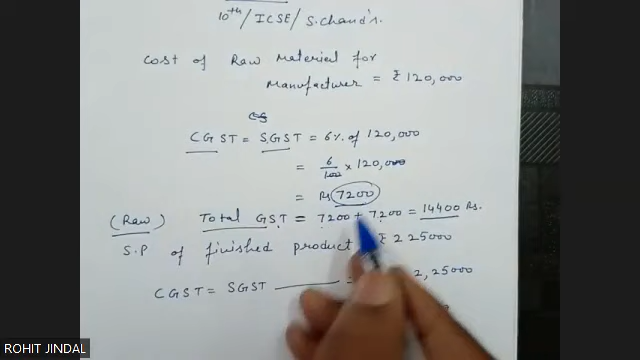 10th / ICSE / S.Chand's.
Cost of Raw Material for
Manufacturer = ₹ 120,000
CGST = SGST = 6% of 120,000
= 6/100 x 120,000
= Rs 7200
(Raw) Total GST = 7200 + 7200 = 14400 Rs.
S.P of finished product ₹ 225000
CGST = SGST = 2,25000
ROHIT JINDAL